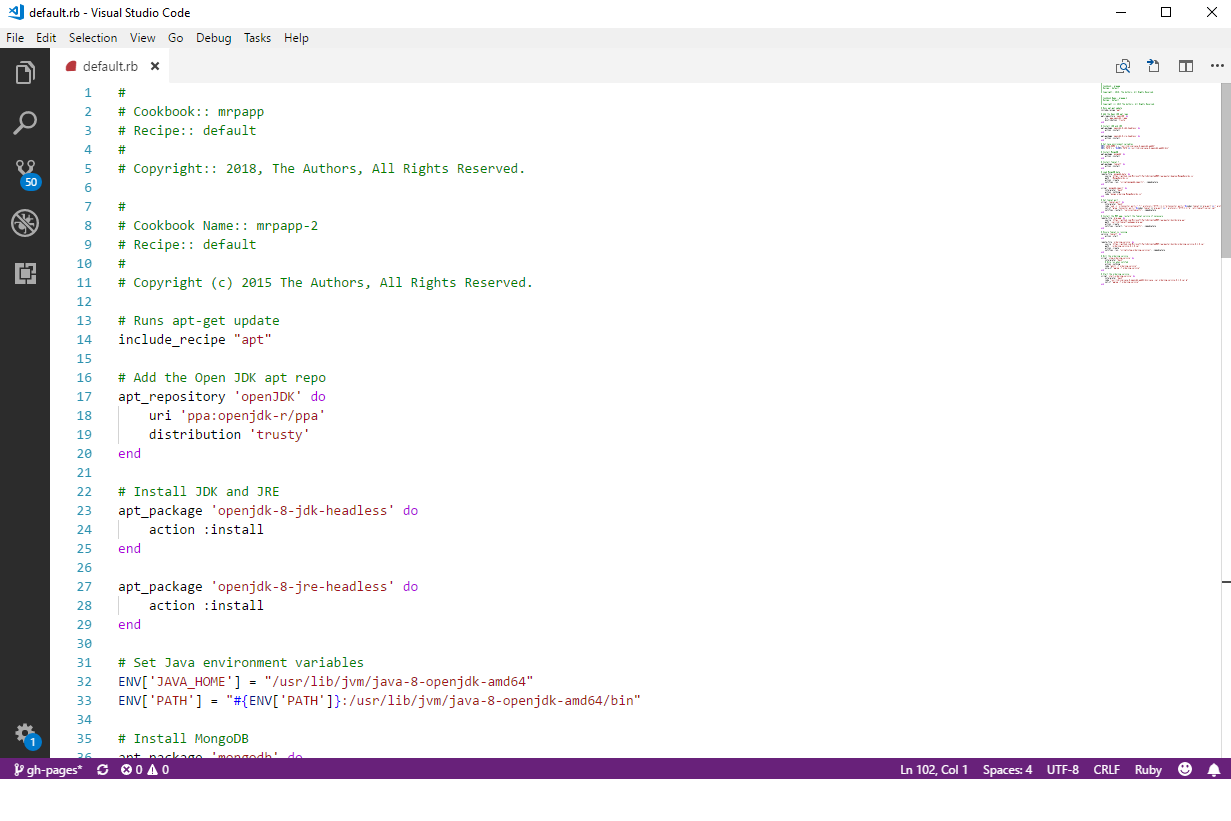 default.rb - Visual Studio Code
File Edit Selection View Go Debug Tasks Help
default.rb
1 #
2 # Cookbook:: mrpapp
3 # Recipe:: default
4 #
5 # Copyright:: 2018, The Authors, All Rights Reserved.
6
7 #
8 # Cookbook Name:: mrpapp-2
9 # Recipe:: default
10 #
11 # Copyright (c) 2015 The Authors, All Rights Reserved.
12
13 # Runs apt-get update
14 include_recipe "apt"
15
16 # Add the Open JDK apt repo
17 apt_repository 'openJDK' do
18     uri 'ppa:openjdk-r/ppa'
19     distribution 'trusty'
20 end
21
22 # Install JDK and JRE
23 apt_package 'openjdk-8-jdk-headless' do
24     action :install
25 end
26
27 apt_package 'openjdk-8-jre-headless' do
28     action :install
29 end
30
31 # Set Java environment variables
32 ENV['JAVA_HOME'] = "/usr/lib/jvm/java-8-openjdk-amd64"
33 ENV['PATH'] = "#{ENV['PATH']}:/usr/lib/jvm/java-8-openjdk-amd64/bin"
34
35 # Install MongoDB
36 apt_package 'mongodb' do
50
1
gh-pages* 0 0 Ln 102, Col 1 Spaces: 4 UTF-8 CRLF Ruby